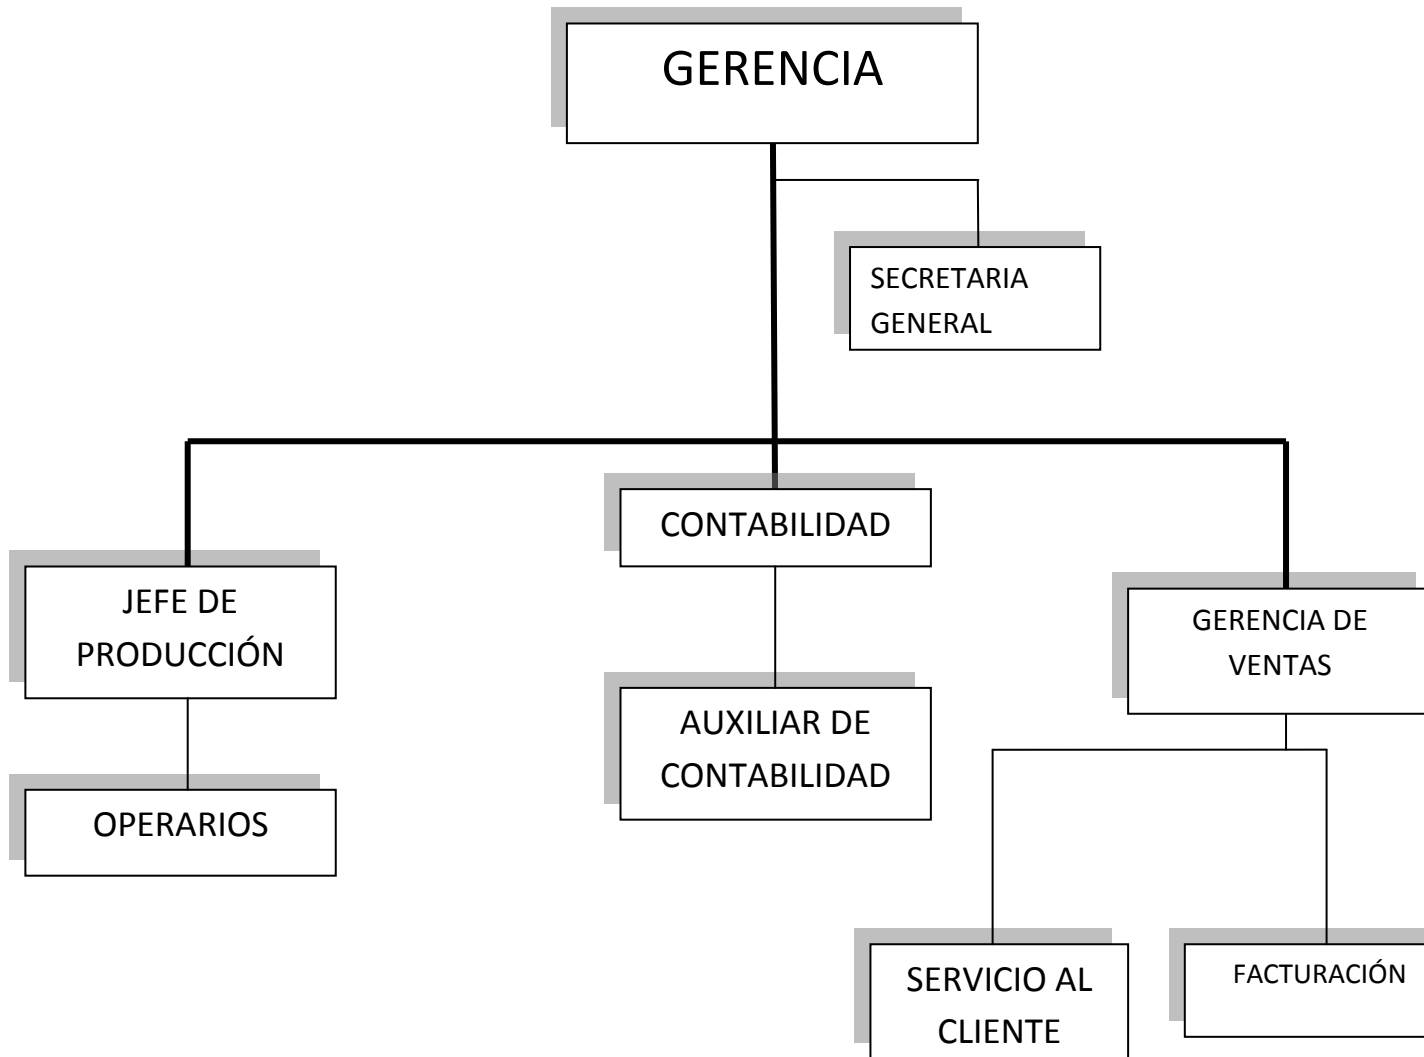 GERENCIA
SECRETARIA
GENERAL
CONTABILIDAD
JEFE DE
PRODUCCIÓN
GERENCIA DE
VENTAS
AUXILIAR DE
CONTABILIDAD
OPERARIOS
SERVICIO AL
CLIENTE
FACTURACIÓN